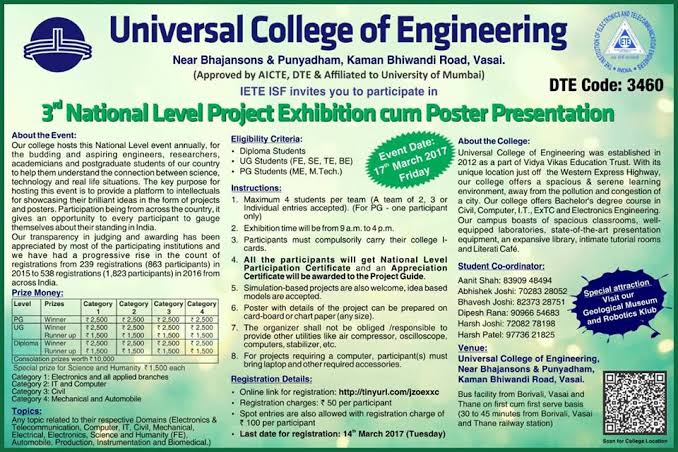 Universal College of Engineering
Near Bhajansons & Punyadham, Kaman Bhiwandi Road, Vasai.
(Approved by AICTE, DTE & Affiliated to University of Mumbai)
IETE ISF invites you to participate in
DTE Code: 3460
THE INSTITUTION OF ELECTRONICS AND TELECOMMUNICATION ENGINEERS
IETE
INDIA
3rd National Level Project Exhibition cum Poster Presentation
About the Event:
Our college hosts this National Level event annually, for
the budding and aspiring engineers, researchers,
academicians and postgraduate students of our country
to help them understand the connection between science,
technology and real life situations. The key purpose for
hosting this event is to provide a platform to intellectuals
for showcasing their brilliant ideas in the form of projects
and posters. Participation being from across the country, it
gives an opportunity to every participant to gauge
themselves about their standing in India.
Our transparency in judging and awarding has been
appreciated by most of the participating institutions and
we have had a progressive rise in the count of
registrations from 239 registrations (863 participants) in
2015 to 538 registrations (1,823 participants) in 2016 from
across India.
Prize Money:
Level Prizes Category 1 Category 2 Category 3 Category 4
PG Winner ₹ 2,500 ₹ 2,500 ₹ 2,500 ₹ 2,500
UG Winner ₹ 2,500 ₹ 2,500 ₹ 2,500 ₹ 2,500
Runner up ₹ 1,500 ₹ 1,500 ₹ 1,500 ₹ 1,500
Diploma Winner ₹ 2,500 ₹ 2,500 ₹ 2,500 ₹ 2,500
Runner up ₹ 1,500 ₹ 1,500 ₹ 1,500 ₹ 1,500
Consolation prizes worth ₹ 10,000
Special prize for Science and Humanity ₹ 1,500 each
Category 1: Electronics and all applied branches
Category 2: IT and Computer
Category 3: Civil
Category 4: Mechanical and Automobile
Topics:
Any topic related to their respective Domains (Electronics &
Telecommunication, Computer, IT, Civil, Mechanical,
Electrical, Electronics, Science and Humanity (FE),
Automobile, Production, Instrumentation and Biomedical.)
Eligibility Criteria:
• Diploma Students
• UG Students (FE, SE, TE, BE)
• PG Students (ME, M.Tech.)
Event Date:
17th March 2017
Friday
Instructions:
1. Maximum 4 students per team (A team of 2, 3 or
Individual entries accepted). (For PG - one participant
only)
2. Exhibition time will be from 9 a.m. to 4 p.m.
3. Participants must compulsorily carry their college I-
cards.
4. All the participants will get National Level
Participation Certificate and an Appreciation
Certificate will be awarded to the Project Guide.
5. Simulation-based projects are also welcome, idea based
models are accepted.
6. Poster with details of the project can be prepared on
card-board or chart paper (any size).
7. The organizer shall not be obliged /responsible to
provide other utilities like air compressor, oscilloscope,
computers, stabilizer, etc.
8. For projects requiring a computer, participant(s) must
bring laptop and other required accessories.
Registration Details:
• Online link for registration: http://tinyurl.com/jzoexxc
• Registration charges: ₹ 50 per participant
• Spot entries are also allowed with registration charge of
₹ 100 per participant
• Last date for registration: 14th March 2017 (Tuesday)
About the College:
Universal College of Engineering was established in
2012 as a part of Vidya Vikas Education Trust. With its
unique location just off the Western Express Highway,
our college offers a spacious & serene learning
environment, away from the pollution and congestion of
a city. Our college offers Bachelor's degree course in
Civil, Computer, I.T., ExTC and Electronics Engineering.
Our campus boasts of spacious classrooms, well-
equipped laboratories, state-of-the-art presentation
equipment, an expansive library, intimate tutorial rooms
and Literati Café.
Student Co-ordinator:
Aanit Shah: 83909 48494
Abhishek Joshi: 70283 28052
Bhavesh Joshi: 82373 28751
Dipesh Rana: 90966 54683
Harsh Joshi: 72082 78198
Harsh Patel: 97736 21825
Special attraction
Visit our
Geological Museum
and Robotics Klub
Venue:
Universal College of Engineering,
Near Bhajansons & Punyadham,
Kaman Bhiwandi Road, Vasai.
Bus facility from Borivali, Vasai and
Thane on first cum first serve basis
(30 to 45 minutes from Borivali, Vasai
and Thane railway station)
Scan for College Location